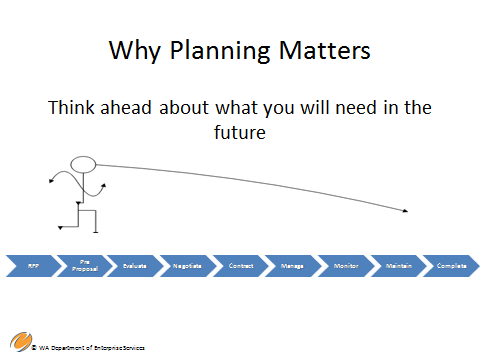 Why Planning Matters
Think ahead about what you will need in the
future
RFP
Pre
Proposal
Evaluate
Negotiate
Contract
Manage
Monitor
Maintain
Complete
© WA Department of Enterprise Services